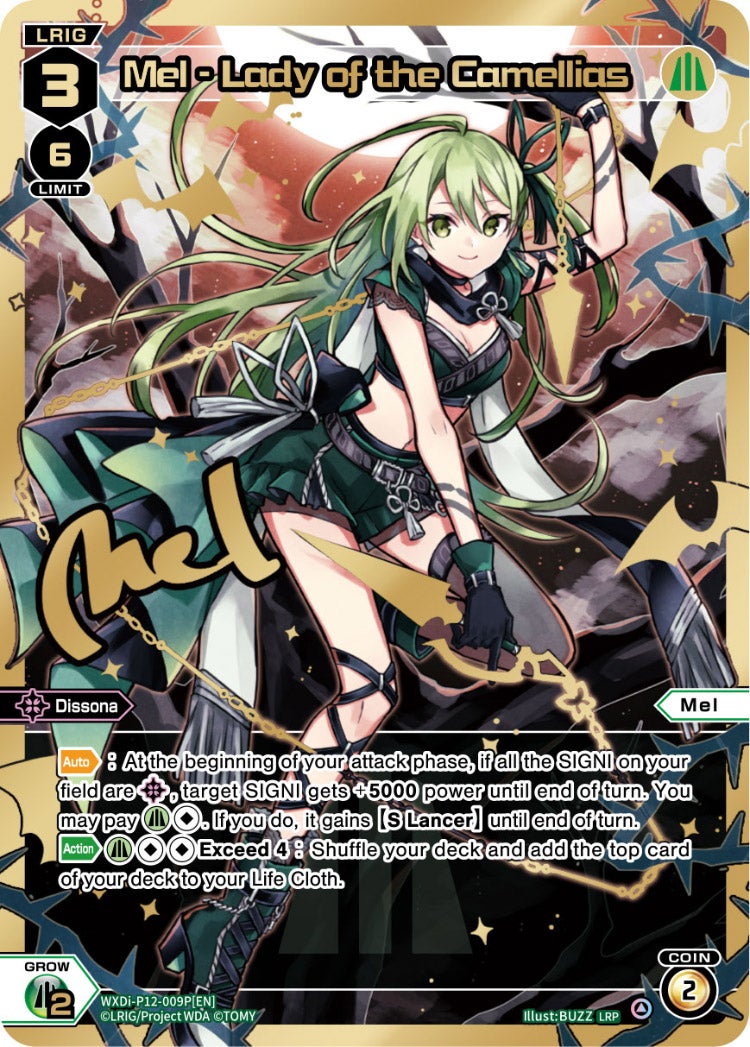 LRIG
3
Mel - Lady of the Camellias
6
LIMIT
Mel
Dissona
Mel
Auto : At the beginning of your attack phase, if all the SIGNI on your
field are , target SIGNI gets +5000 power until end of turn. You
may pay . If you do, it gains [S Lancer] until end of turn.
Action Exceed 4 : Shuffle your deck and add the top card
of your deck to your Life Cloth.
GROW
2
COIN
2
WXDi-P12-009P[EN]
©LRIG/Project WDA ©TOMY
Illust:BUZZ LRP